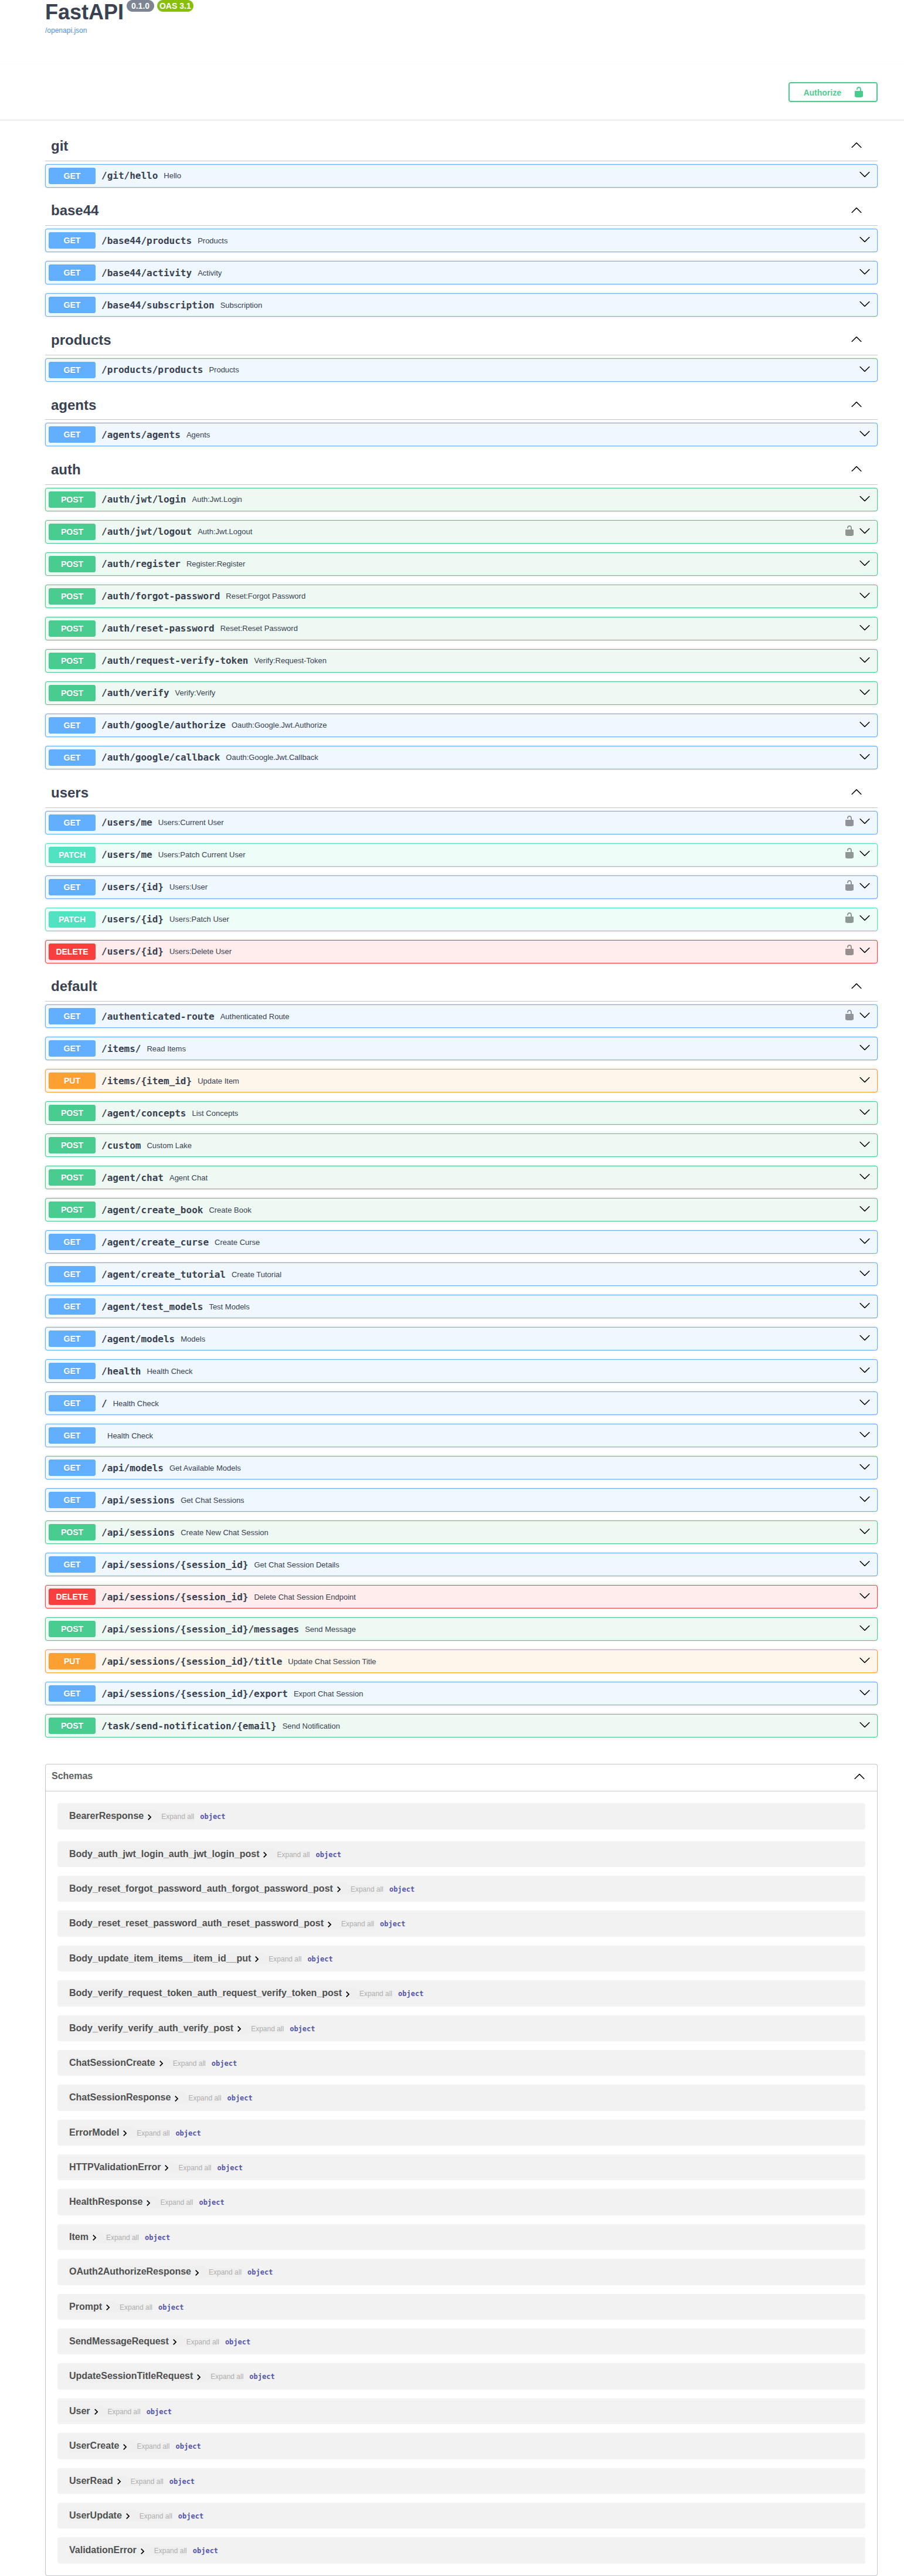 FastAPI 0.1.0 OAS 3.1
/openapi.json
Authorize
git
GET /git/hello Hello
base44
GET /base44/products Products
GET /base44/activity Activity
GET /base44/subscription Subscription
products
GET /products/products Products
agents
GET /agents/agents Agents
auth
POST /auth/jwt/login Auth:Jwt.Login
POST /auth/jwt/logout Auth:Jwt.Logout
POST /auth/register Register:Register
POST /auth/forgot-password Reset:Forgot Password
POST /auth/reset-password Reset:Reset Password
POST /auth/request-verify-token Verify:Request-Token
POST /auth/verify Verify:Verify
GET /auth/google/authorize Oauth:Google.Jwt.Authorize
GET /auth/google/callback Oauth:Google.Jwt.Callback
users
GET /users/me Users:Current User
PATCH /users/me Users:Patch Current User
GET /users/{id} Users:User
PATCH /users/{id} Users:Patch User
DELETE /users/{id} Users:Delete User
default
GET /authenticated-route Authenticated Route
GET /items/ Read Items
PUT /items/{item_id} Update Item
POST /agent/concepts List Concepts
POST /custom Custom Lake
POST /agent/chat Agent Chat
POST /agent/create_book Create Book
GET /agent/create_curse Create Curse
GET /agent/create_tutorial Create Tutorial
GET /agent/test_models Test Models
GET /agent/models Models
GET /health Health Check
GET / Health Check
GET Health Check
GET /api/models Get Available Models
GET /api/sessions Get Chat Sessions
POST /api/sessions Create New Chat Session
GET /api/sessions/{session_id} Get Chat Session Details
DELETE /api/sessions/{session_id} Delete Chat Session Endpoint
POST /api/sessions/{session_id}/messages Send Message
PUT /api/sessions/{session_id}/title Update Chat Session Title
GET /api/sessions/{session_id}/export Export Chat Session
POST /task/send-notification/{email} Send Notification
Schemas
BearerResponse Expand all object
Body_auth_jwt_login_auth_jwt_login_post Expand all object
Body_reset_forgot_password_auth_forgot_password_post Expand all object
Body_reset_reset_password_auth_reset_password_post Expand all object
Body_update_item_items__item_id__put Expand all object
Body_verify_request_token_auth_request_verify_token_post Expand all object
Body_verify_verify_auth_verify_post Expand all object
ChatSessionCreate Expand all object
ChatSessionResponse Expand all object
ErrorModel Expand all object
HTTPValidationError Expand all object
HealthResponse Expand all object
Item Expand all object
OAuth2AuthorizeResponse Expand all object
Prompt Expand all object
SendMessageRequest Expand all object
UpdateSessionTitleRequest Expand all object
User Expand all object
UserCreate Expand all object
UserRead Expand all object
UserUpdate Expand all object
ValidationError Expand all object